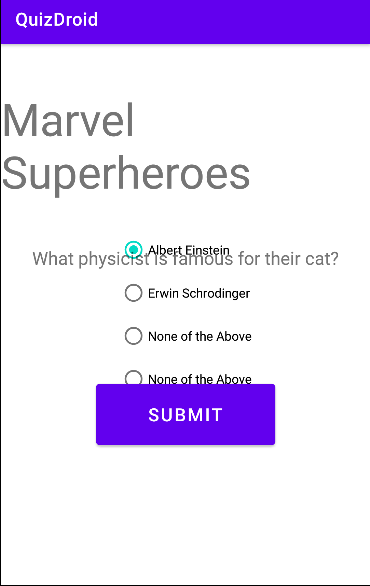 QuizDroid
Marvel
Superheroes
Albert Einstein
What physicist is famous for their cat?
Erwin Schrodinger
None of the Above
None of the Above
SUBMIT